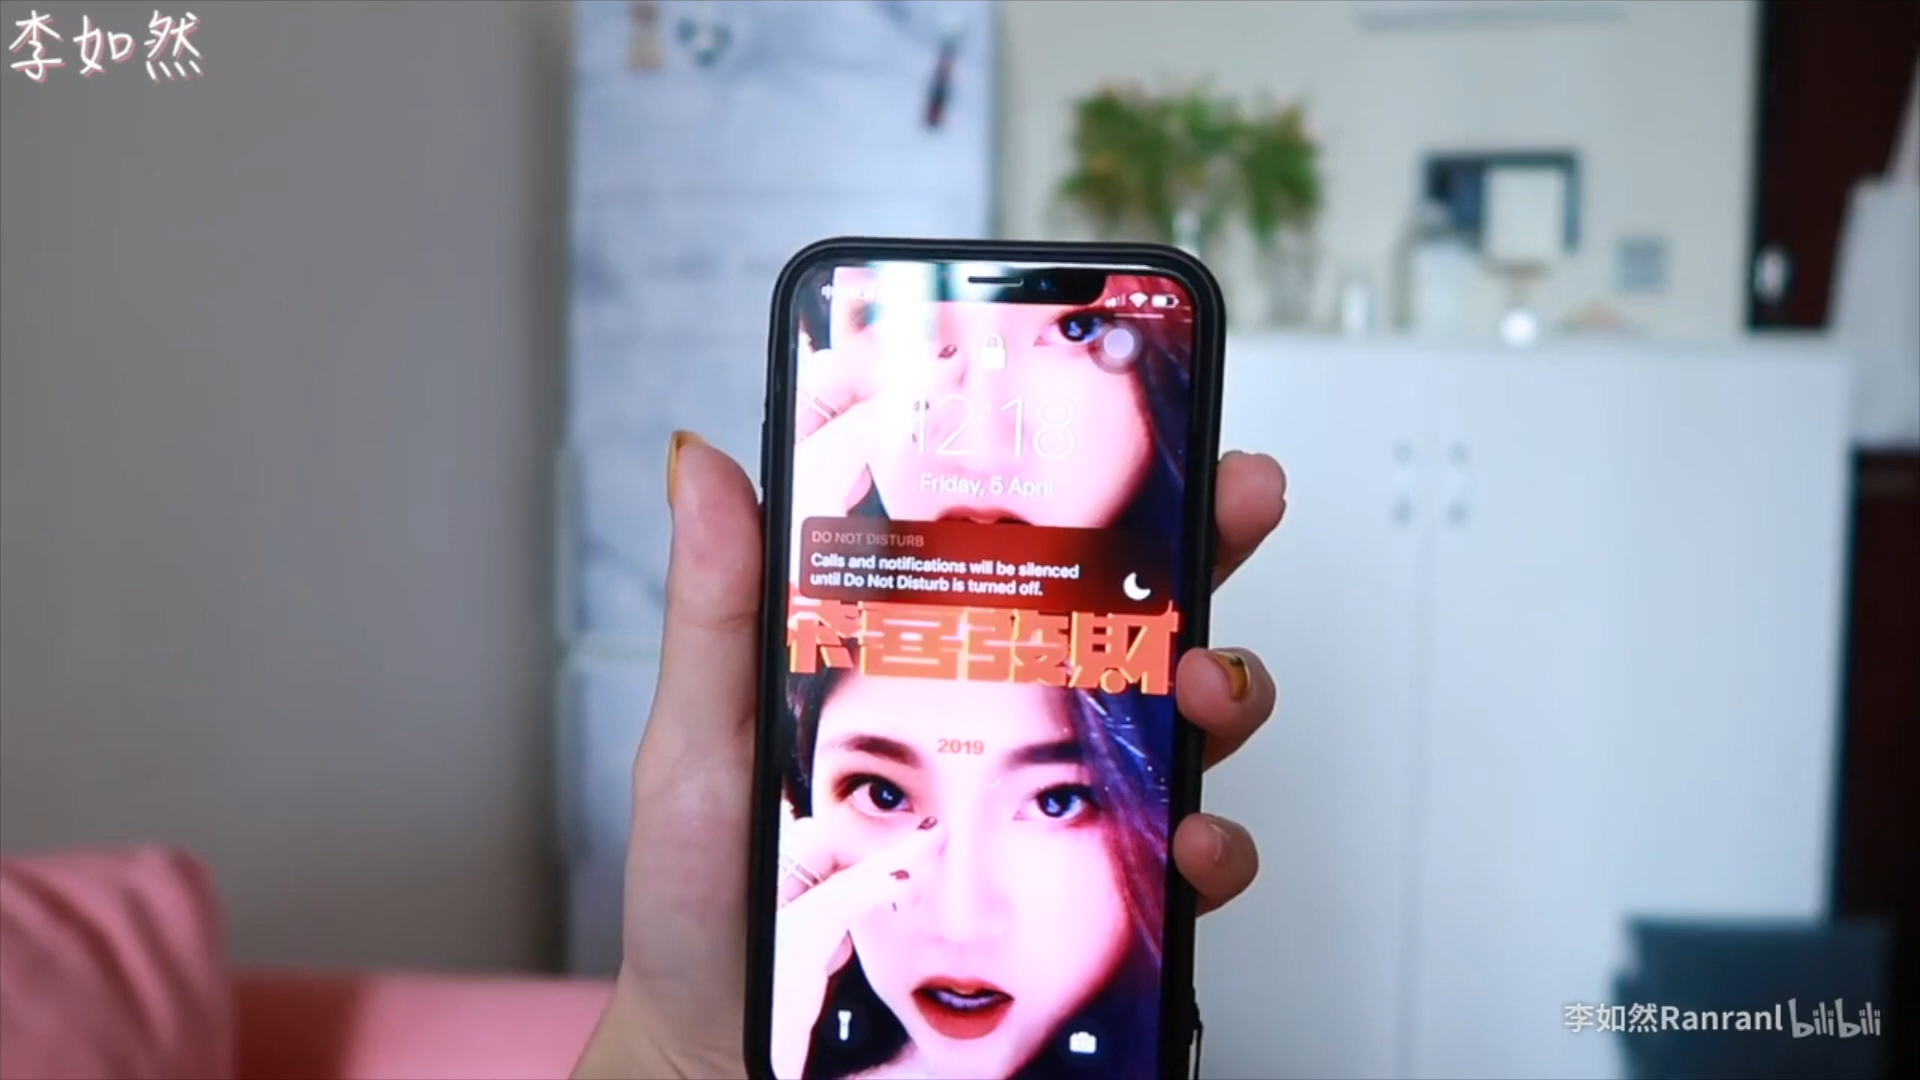 李如然
12:18
Friday, 5 April
DO NOT DISTURB
Calls and notifications will be silenced
until Do Not Disturb is turned off.
恭喜發財
2019
李如然Ranranl bilibili